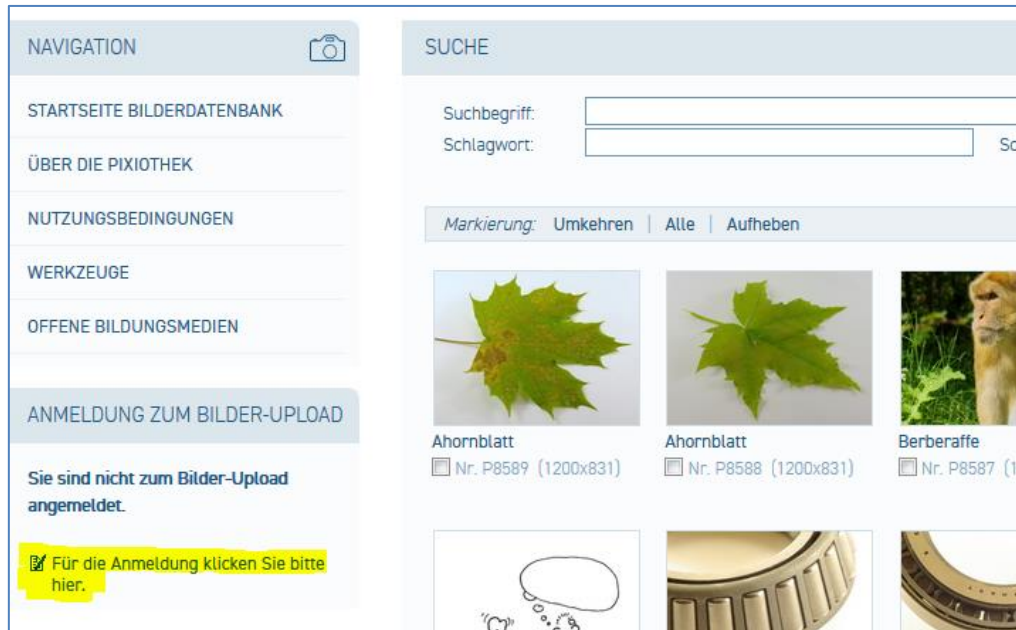 NAVIGATION
STARTSEITE BILDERDATENBANK
ÜBER DIE PIXIOTHEK
NUTZUNGSBEDINGUNGEN
WERKZEUGE
OFFENE BILDUNGSMEDIEN
ANMELDUNG ZUM BILDER-UPLOAD
Sie sind nicht zum Bilder-Upload
angemeldet.
Für die Anmeldung klicken Sie bitte
hier.
SUCHE
Suchbegriff:
Schlagwort:
Markierung: Umkehren | Alle | Aufheben
Ahornblatt
Nr. P8589 (1200x831)
Ahornblatt
Nr. P8588 (1200x831)
Berberaffe
Nr. P8587